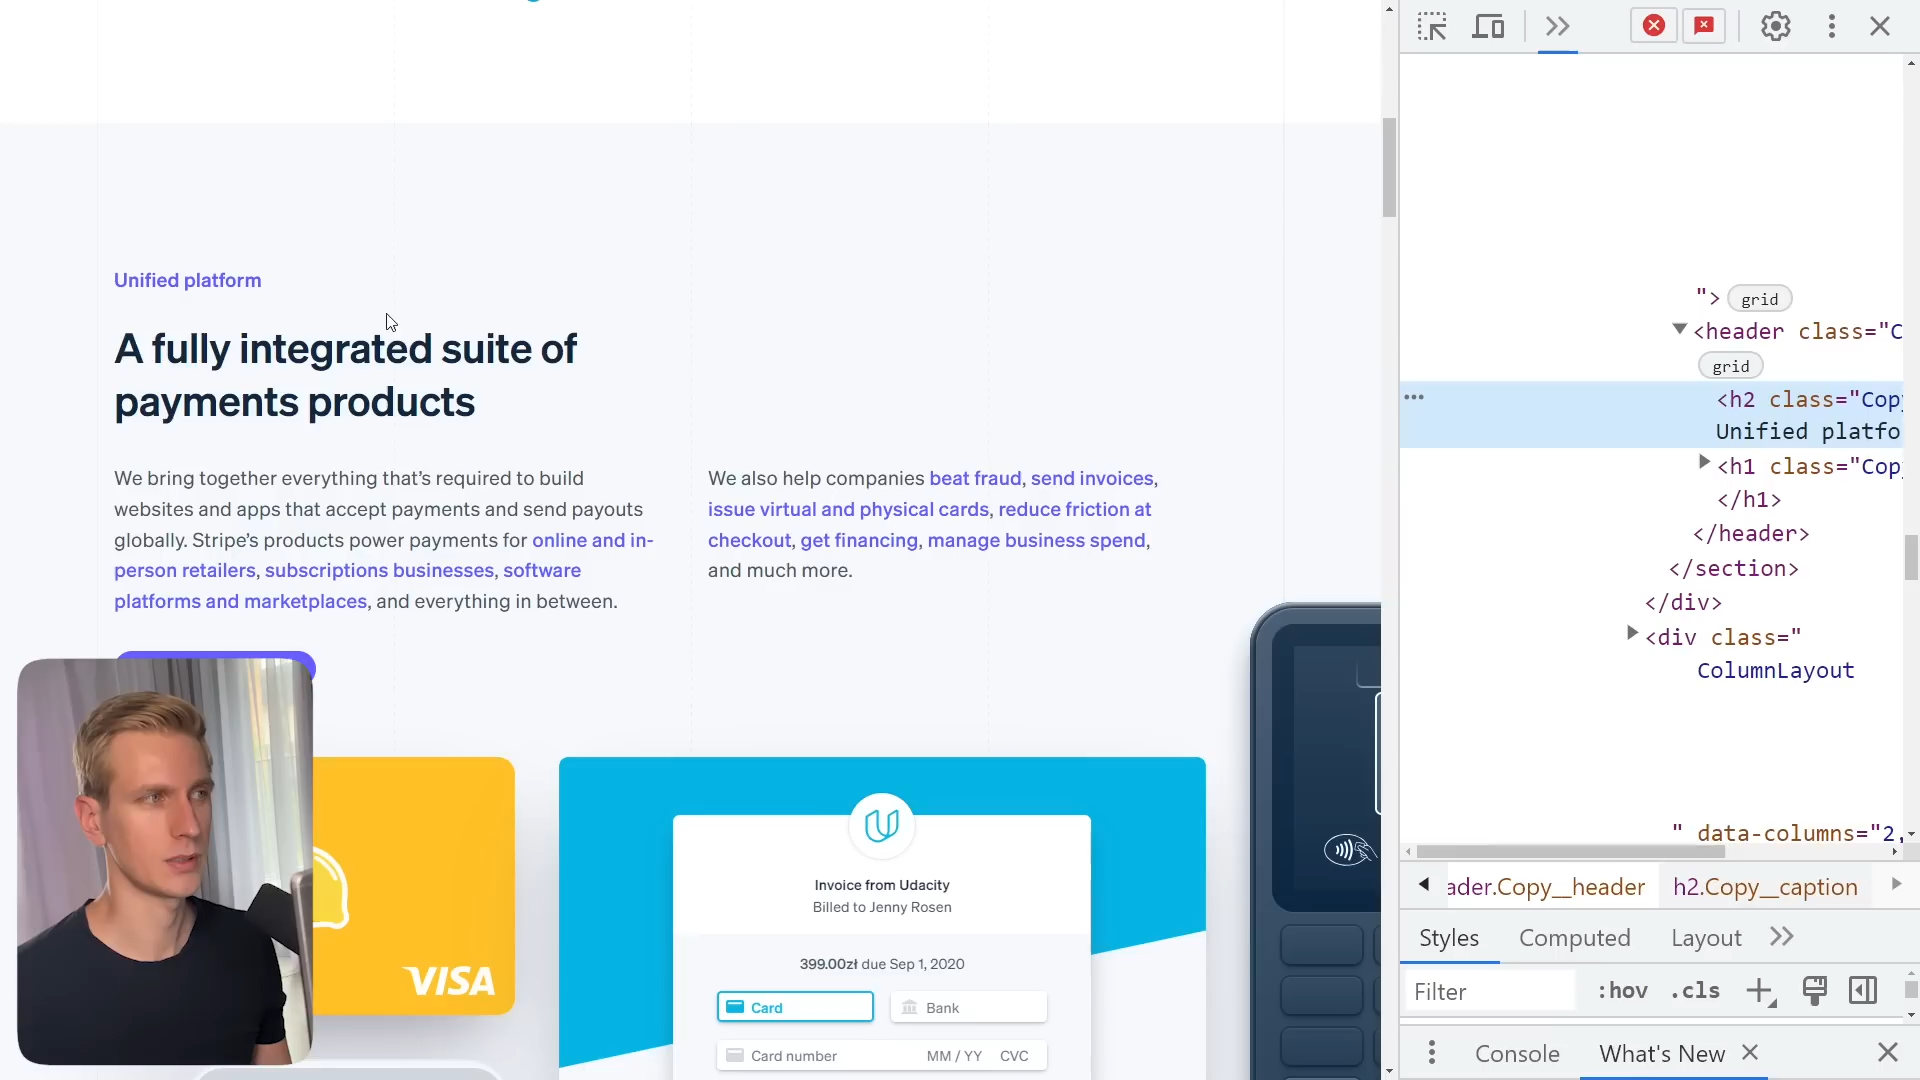 Unified platform
A fully integrated suite of
payments products
We bring together everything that’s required to build
websites and apps that accept payments and send payouts
globally. Stripe’s products power payments for online and in-
person retailers, subscriptions businesses, software
platforms and marketplaces, and everything in between.
We also help companies beat fraud, send invoices,
issue virtual and physical cards, reduce friction at
checkout, get financing, manage business spend,
and much more.
VISA
Invoice from Udacity
Billed to Jenny Rosen
399.00zł due Sep 1, 2020
Card
Bank
Card number MM / YY CVC
"> grid
<header class="C
grid
<h2 class="Cop
Unified platfo
<h1 class="Cop
</h1>
</header>
</section>
</div>
<div class="
ColumnLayout
" data-columns="2,
ader.Copy__header h2.Copy__caption
Styles Computed Layout
Filter :hov .cls
Console What's New